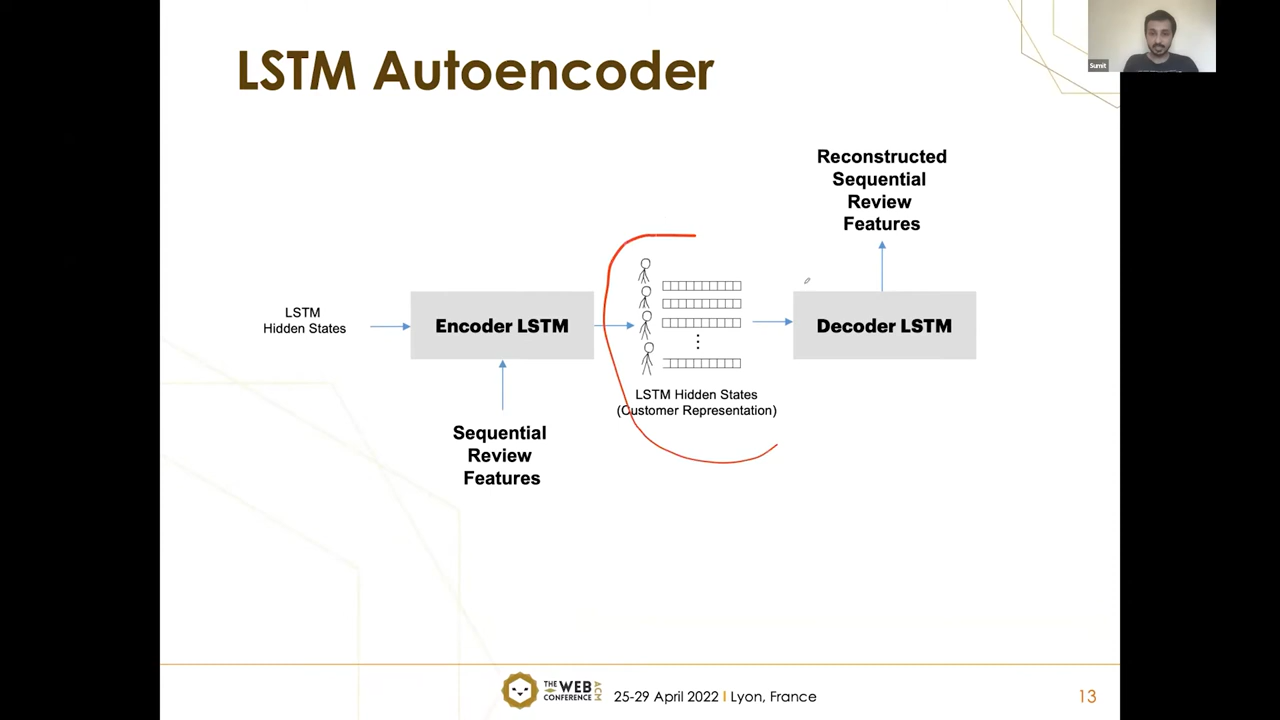 LSTM Autoencoder
Sumit
Reconstructed
Sequential
Review
Features
LSTM
Hidden States
Encoder LSTM
Decoder LSTM
LSTM Hidden States
(Customer Representation)
Sequential
Review
Features
THE WEB CONFERENCE ACM
25-29 April 2022 I Lyon, France
13